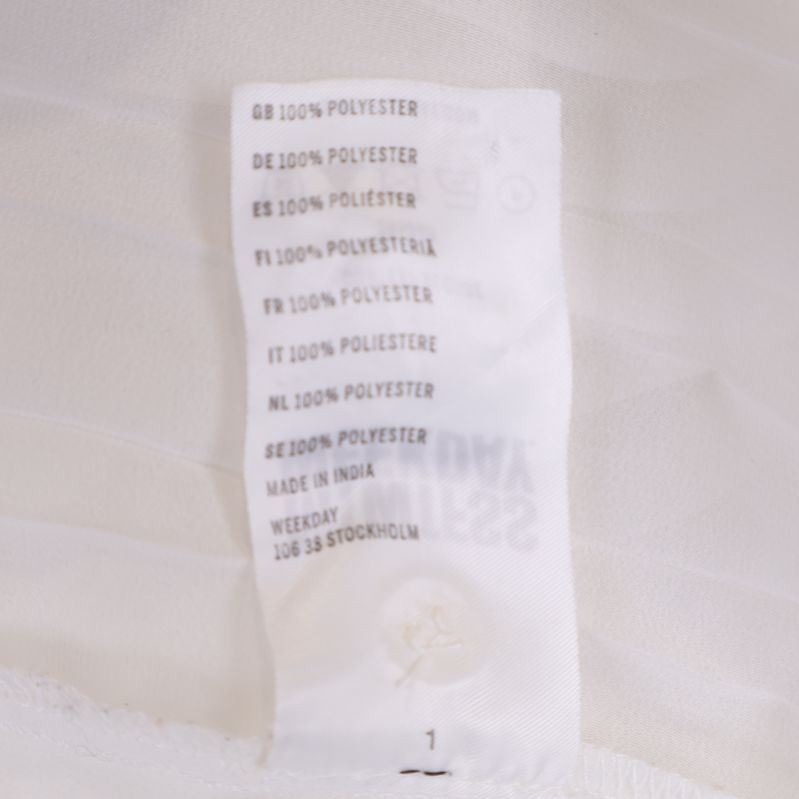 GB 100% POLYESTER
DE 100% POLYESTER
ES 100% POLIÉSTER
FI 100% POLYESTERIÄ
FR 100% POLYESTER
IT 100% POLIESTERE
NL 100% POLYESTER
SE 100% POLYESTER
MADE IN INDIA
WEEKDAY
106 38 STOCKHOLM
1